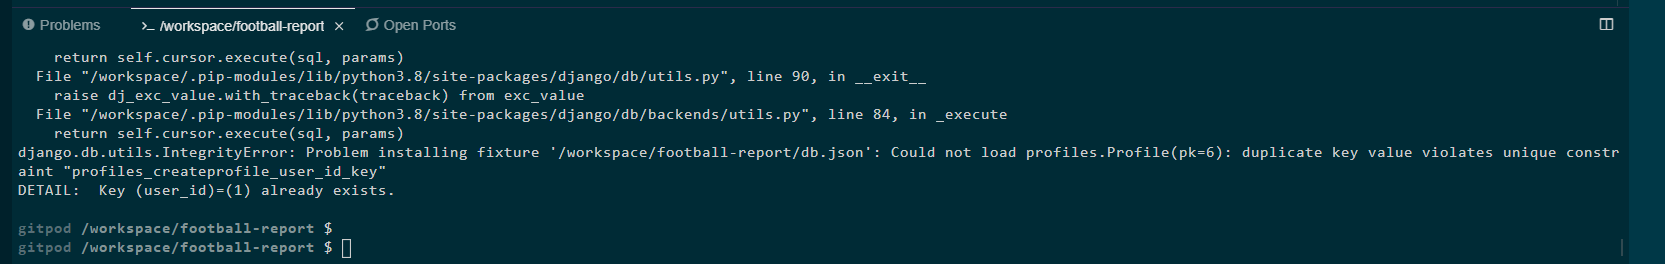 Problems >_ /workspace/football-report × Open Ports
return self.cursor.execute(sql, params)
File "/workspace/.pip-modules/lib/python3.8/site-packages/django/db/utils.py", line 90, in __exit__
raise dj_exc_value.with_traceback(traceback) from exc_value
File "/workspace/.pip-modules/lib/python3.8/site-packages/django/db/backends/utils.py", line 84, in _execute
return self.cursor.execute(sql, params)
django.db.utils.IntegrityError: Problem installing fixture '/workspace/football-report/db.json': Could not load profiles.Profile(pk=6): duplicate key value violates unique constr
aint "profiles_createprofile_user_id_key"
DETAIL:  Key (user_id)=(1) already exists.
gitpod /workspace/football-report $
gitpod /workspace/football-report $